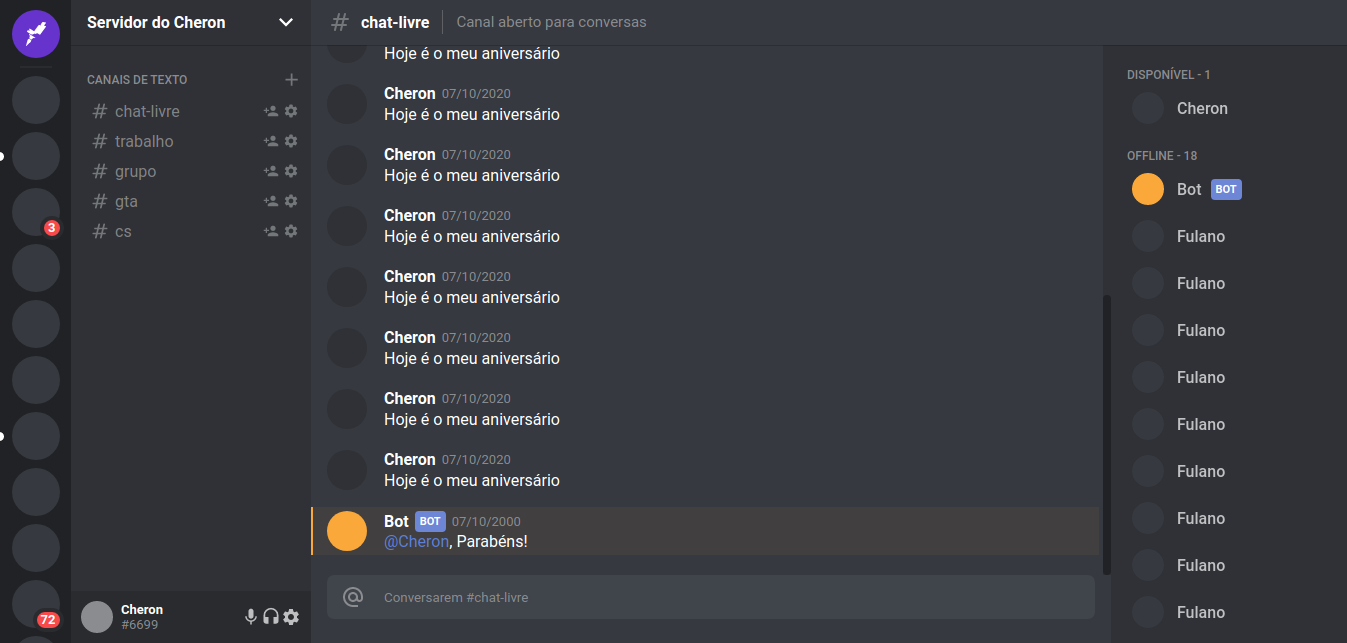 Servidor do Cheron
CANAIS DE TEXTO
chat-livre
trabalho
grupo
gta
cs
3
72
Cheron
#6699
chat-livre
Canal aberto para conversas
Hoje é o meu aniversário
Cheron 07/10/2020
Hoje é o meu aniversário
Cheron 07/10/2020
Hoje é o meu aniversário
Cheron 07/10/2020
Hoje é o meu aniversário
Cheron 07/10/2020
Hoje é o meu aniversário
Cheron 07/10/2020
Hoje é o meu aniversário
Cheron 07/10/2020
Hoje é o meu aniversário
Cheron 07/10/2020
Hoje é o meu aniversário
Bot BOT 07/10/2000
@Cheron, Parabéns!
Conversarem #chat-livre
DISPONÍVEL - 1
Cheron
OFFLINE - 18
Bot BOT
Fulano
Fulano
Fulano
Fulano
Fulano
Fulano
Fulano
Fulano
Fulano